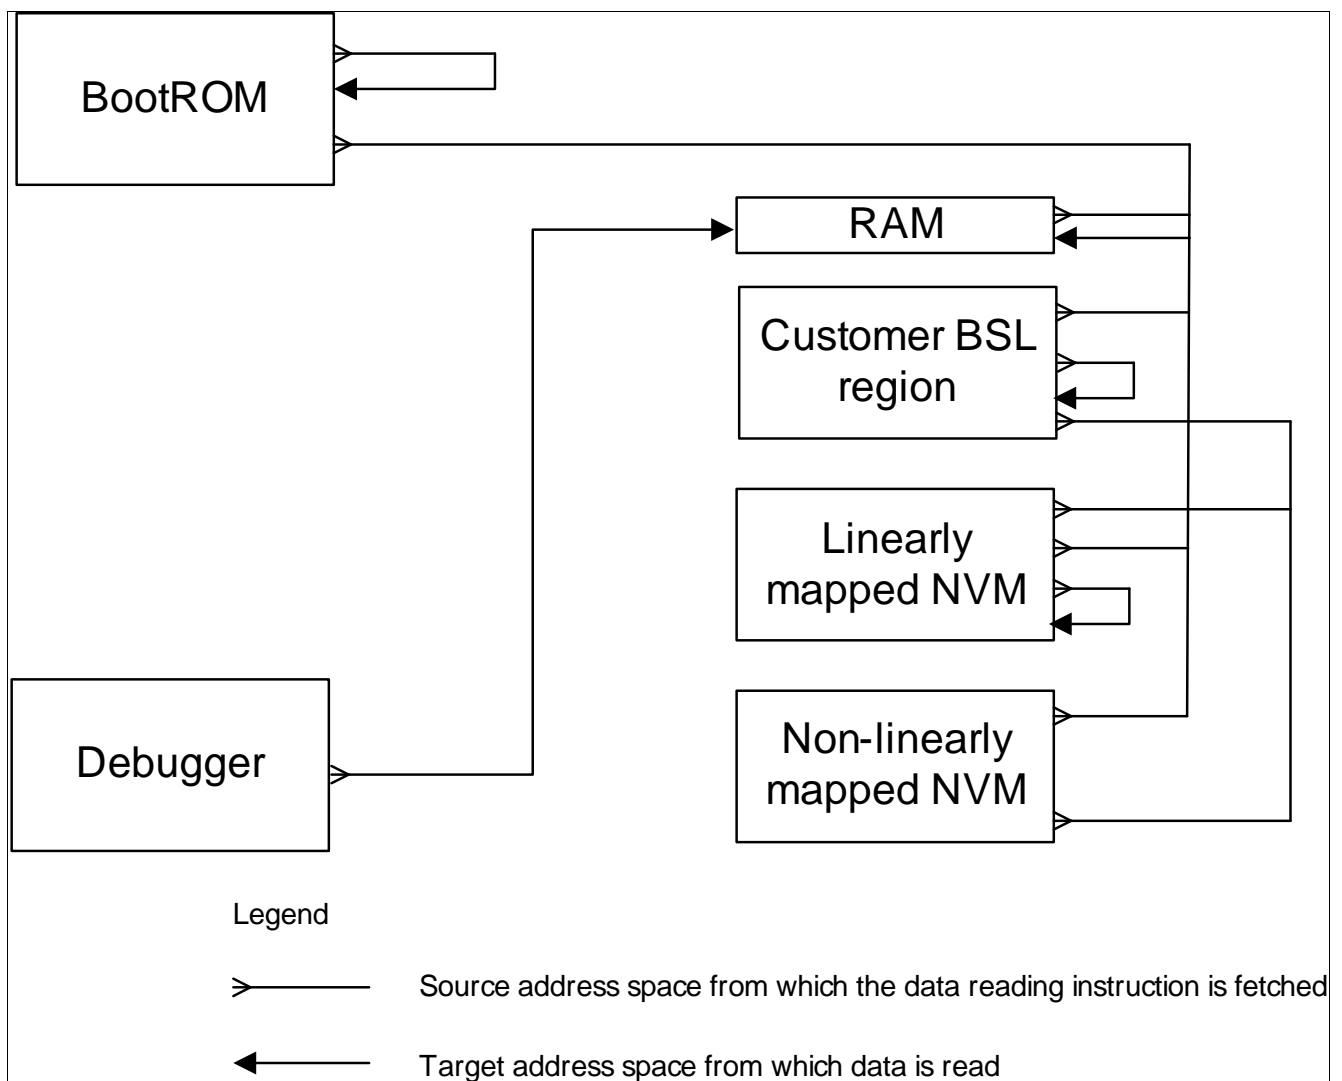 BootROM
RAM
Customer BSL
region
Linearly
mapped NVM
Non-linearly
mapped NVM
Debugger
Legend
Source address space from which the data reading instruction is fetched
Target address space from which data is read